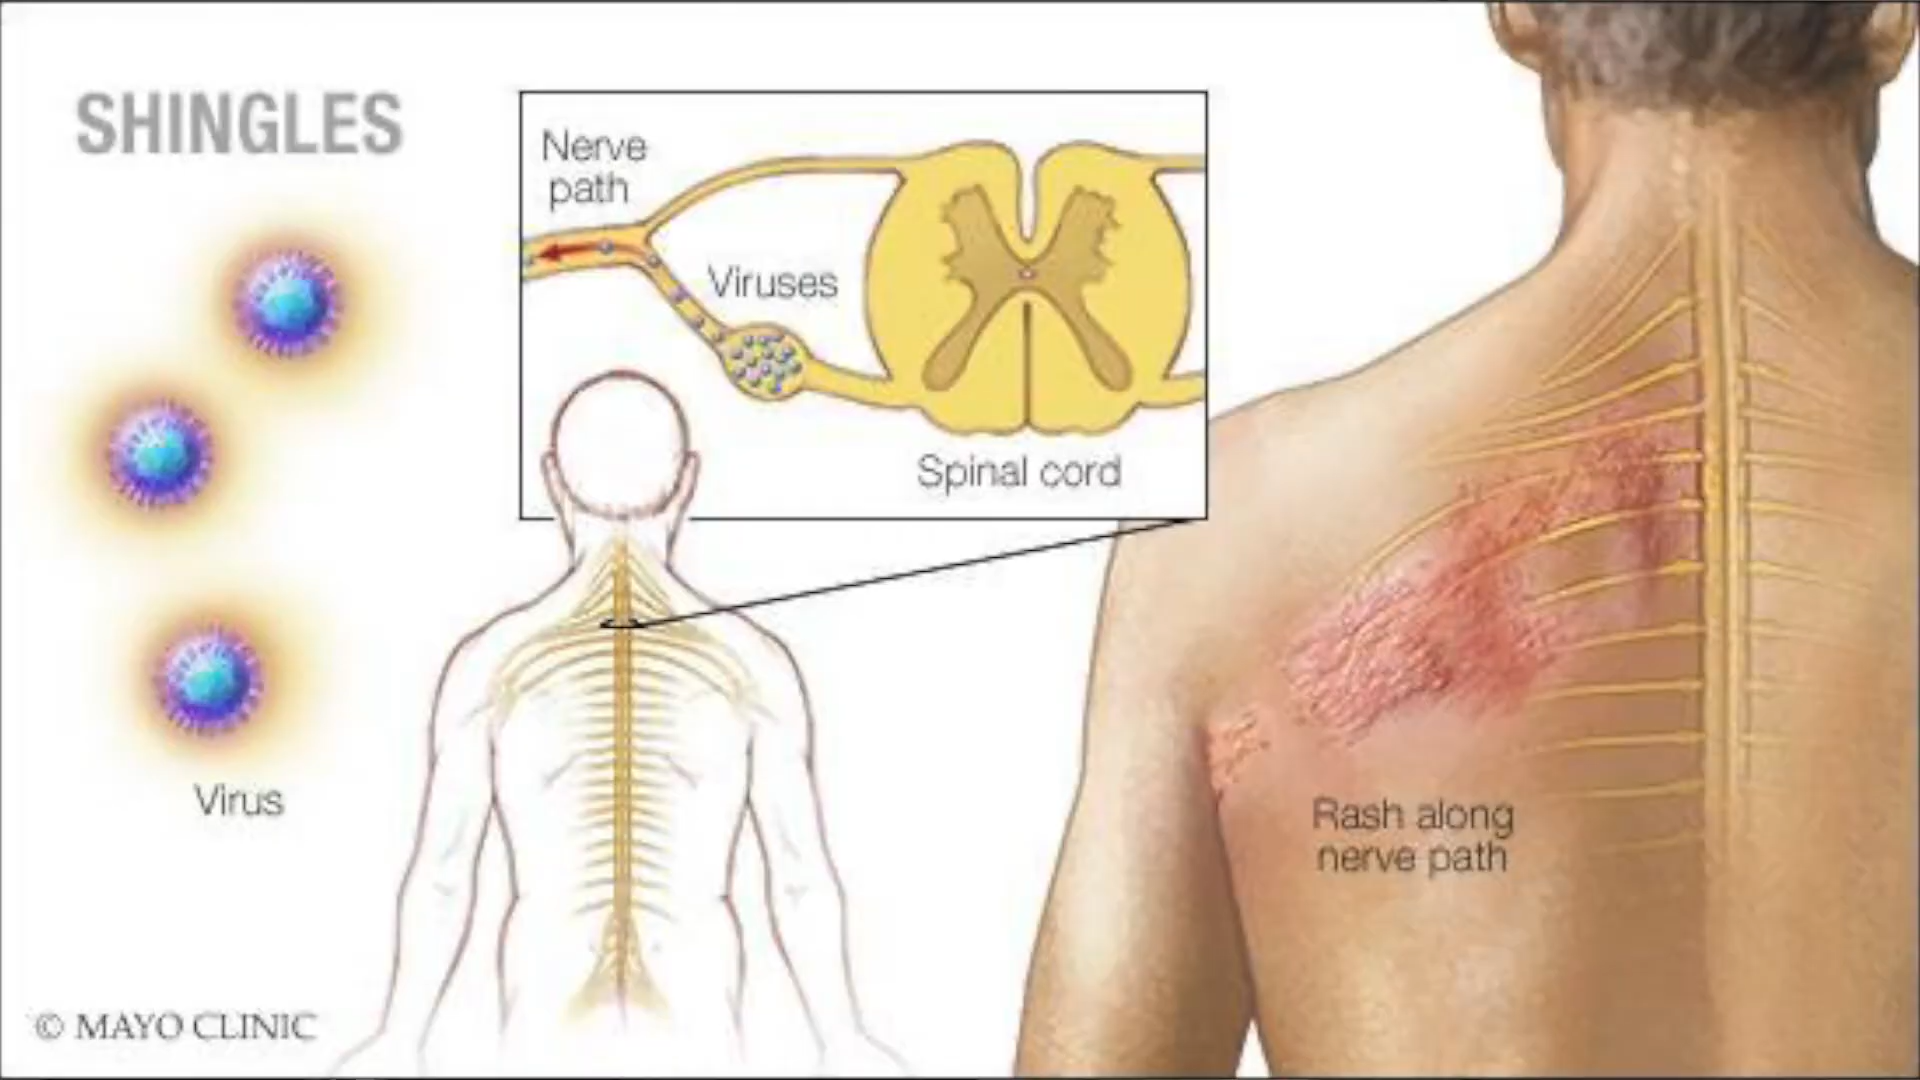 SHINGLES
Nerve
path
Viruses
Spinal cord
Virus
Rash along
nerve path
© MAYO CLINIC